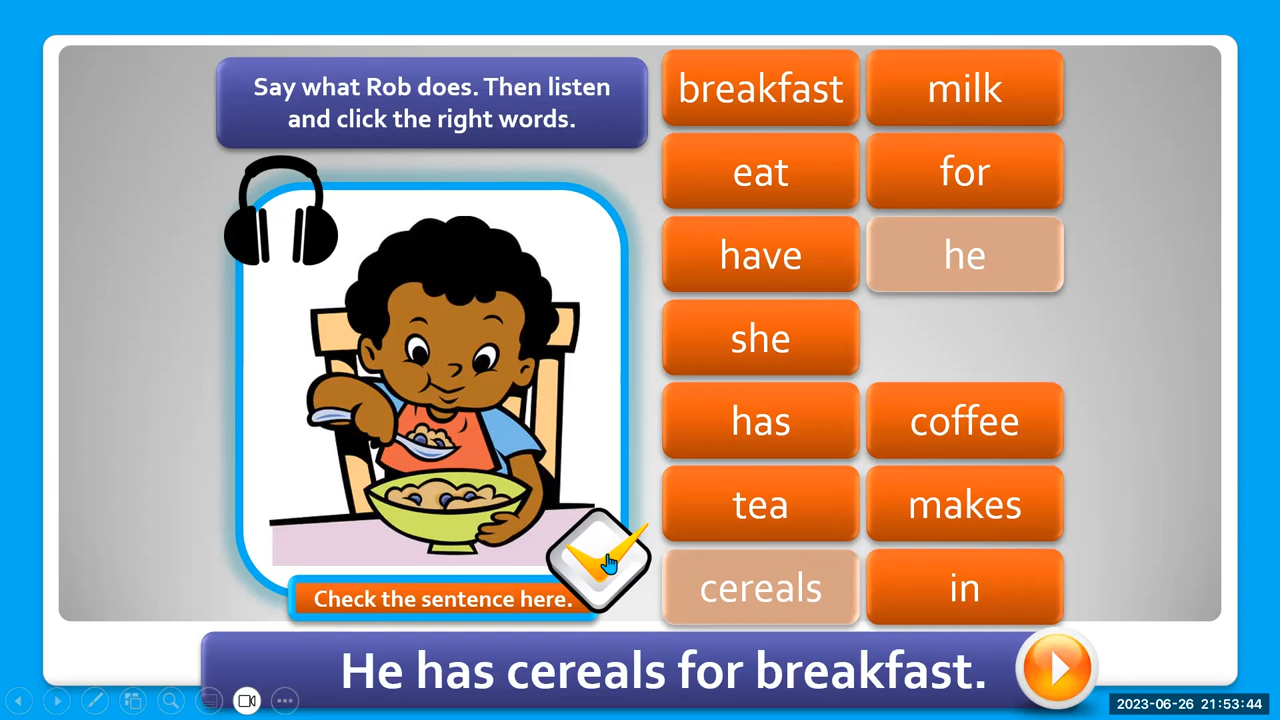 Say what Rob does. Then listen
and click the right words.
breakfast
milk
eat
for
have
he
she
has
coffee
tea
makes
cereals
in
Check the sentence here.
He has cereals for breakfast.
2023-06-26 21:53:44